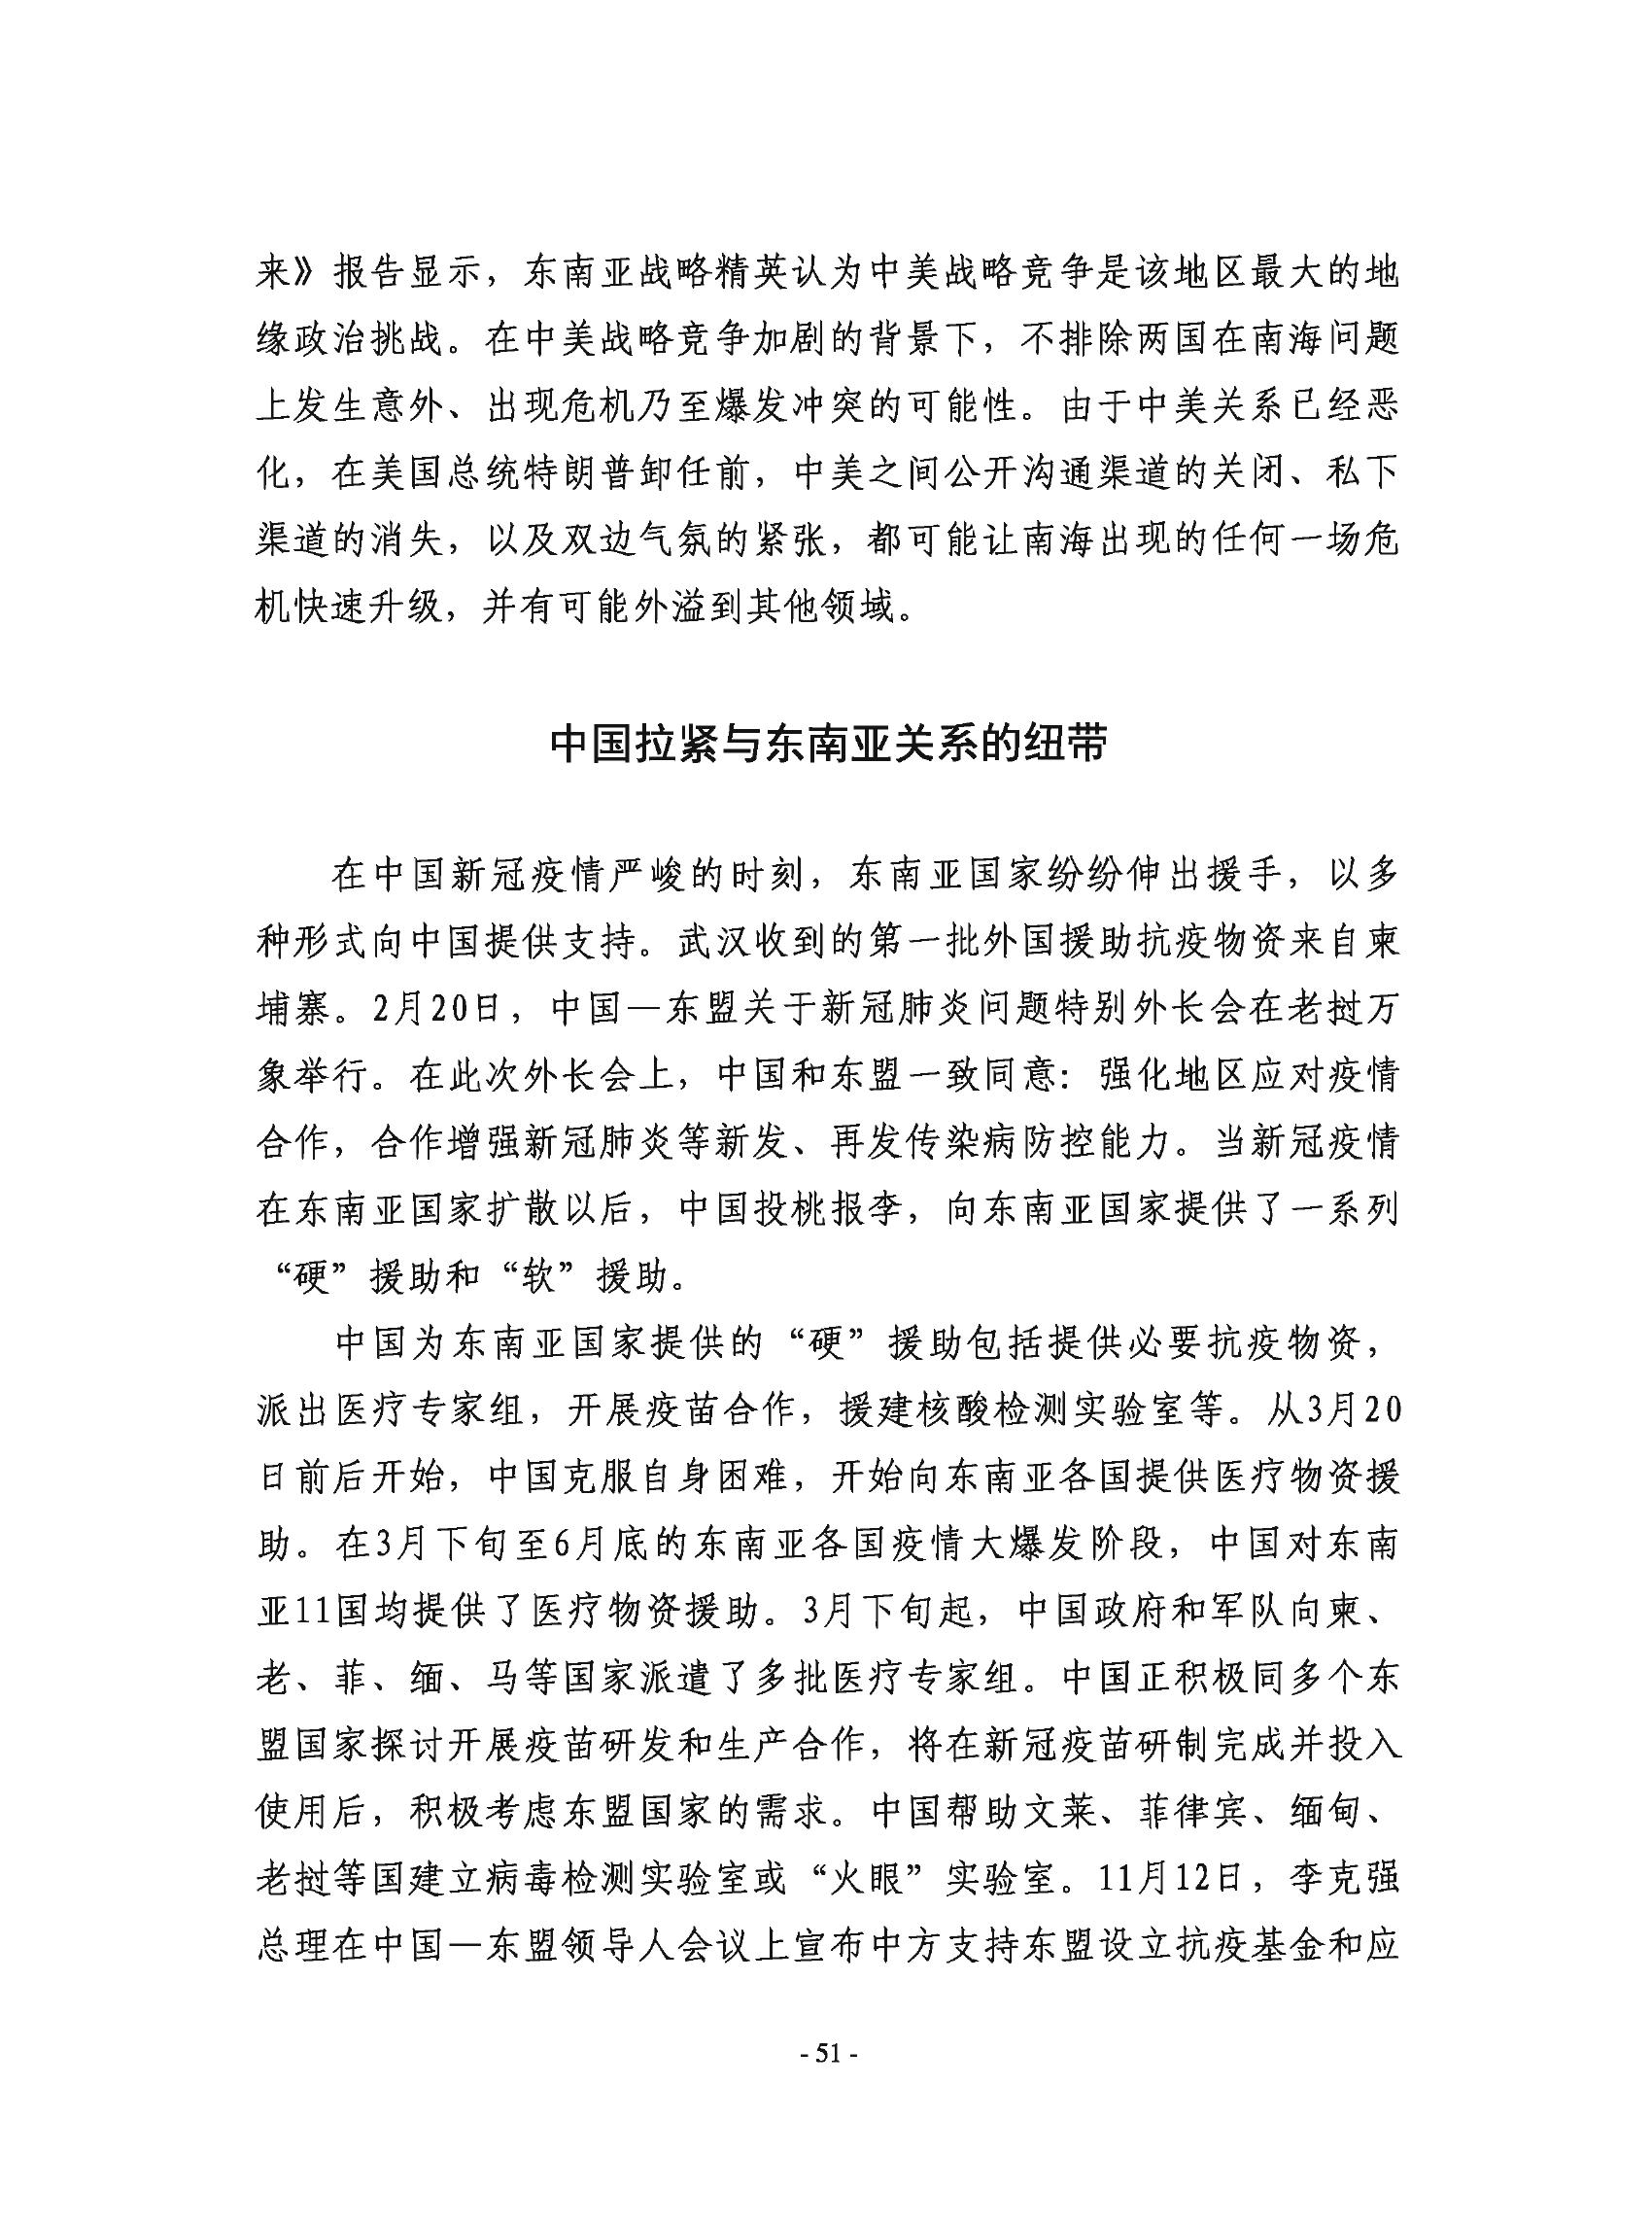 来》报告显示，东南亚战略精英认为中美战略竞争是该地区最大的地
缘政治挑战。在中美战略竞争加剧的背景下，不排除两国在南海问题
上发生意外、出现危机乃至爆发冲突的可能性。由于中美关系已经恶
化，在美国总统特朗普卸任前，中美之间公开沟通渠道的关闭、私下
渠道的消失，以及双边气氛的紧张，都可能让南海出现的任何一场危
机快速升级，并有可能外溢到其他领域。
中国拉紧与东南亚关系的纽带
在中国新冠疫情严峻的时刻，东南亚国家纷纷伸出援手，以多
种形式向中国提供支持。武汉收到的第一批外国援助抗疫物资来自柬
埔寨。2月20日，中国—东盟关于新冠肺炎问题特别外长会在老挝万
象举行。在此次外长会上，中国和东盟一致同意：强化地区应对疫情
合作，合作增强新冠肺炎等新发、再发传染病防控能力。当新冠疫情
在东南亚国家扩散以后，中国投桃报李，向东南亚国家提供了一系列
“硬”援助和“软”援助。
中国为东南亚国家提供的“硬”援助包括提供必要抗疫物资，
派出医疗专家组，开展疫苗合作，援建核酸检测实验室等。从3月20
日前后开始，中国克服自身困难，开始向东南亚各国提供医疗物资援
助。在3月下旬至6月底的东南亚各国疫情大爆发阶段，中国对东南
亚11国均提供了医疗物资援助。3月下旬起，中国政府和军队向柬、
老、菲、缅、马等国家派遣了多批医疗专家组。中国正积极同多个东
盟国家探讨开展疫苗研发和生产合作，将在新冠疫苗研制完成并投入
使用后，积极考虑东盟国家的需求。中国帮助文莱、菲律宾、缅甸、
老挝等国建立病毒检测实验室或“火眼”实验室。11月12日，李克强
总理在中国—东盟领导人会议上宣布中方支持东盟设立抗疫基金和应
- 51 -